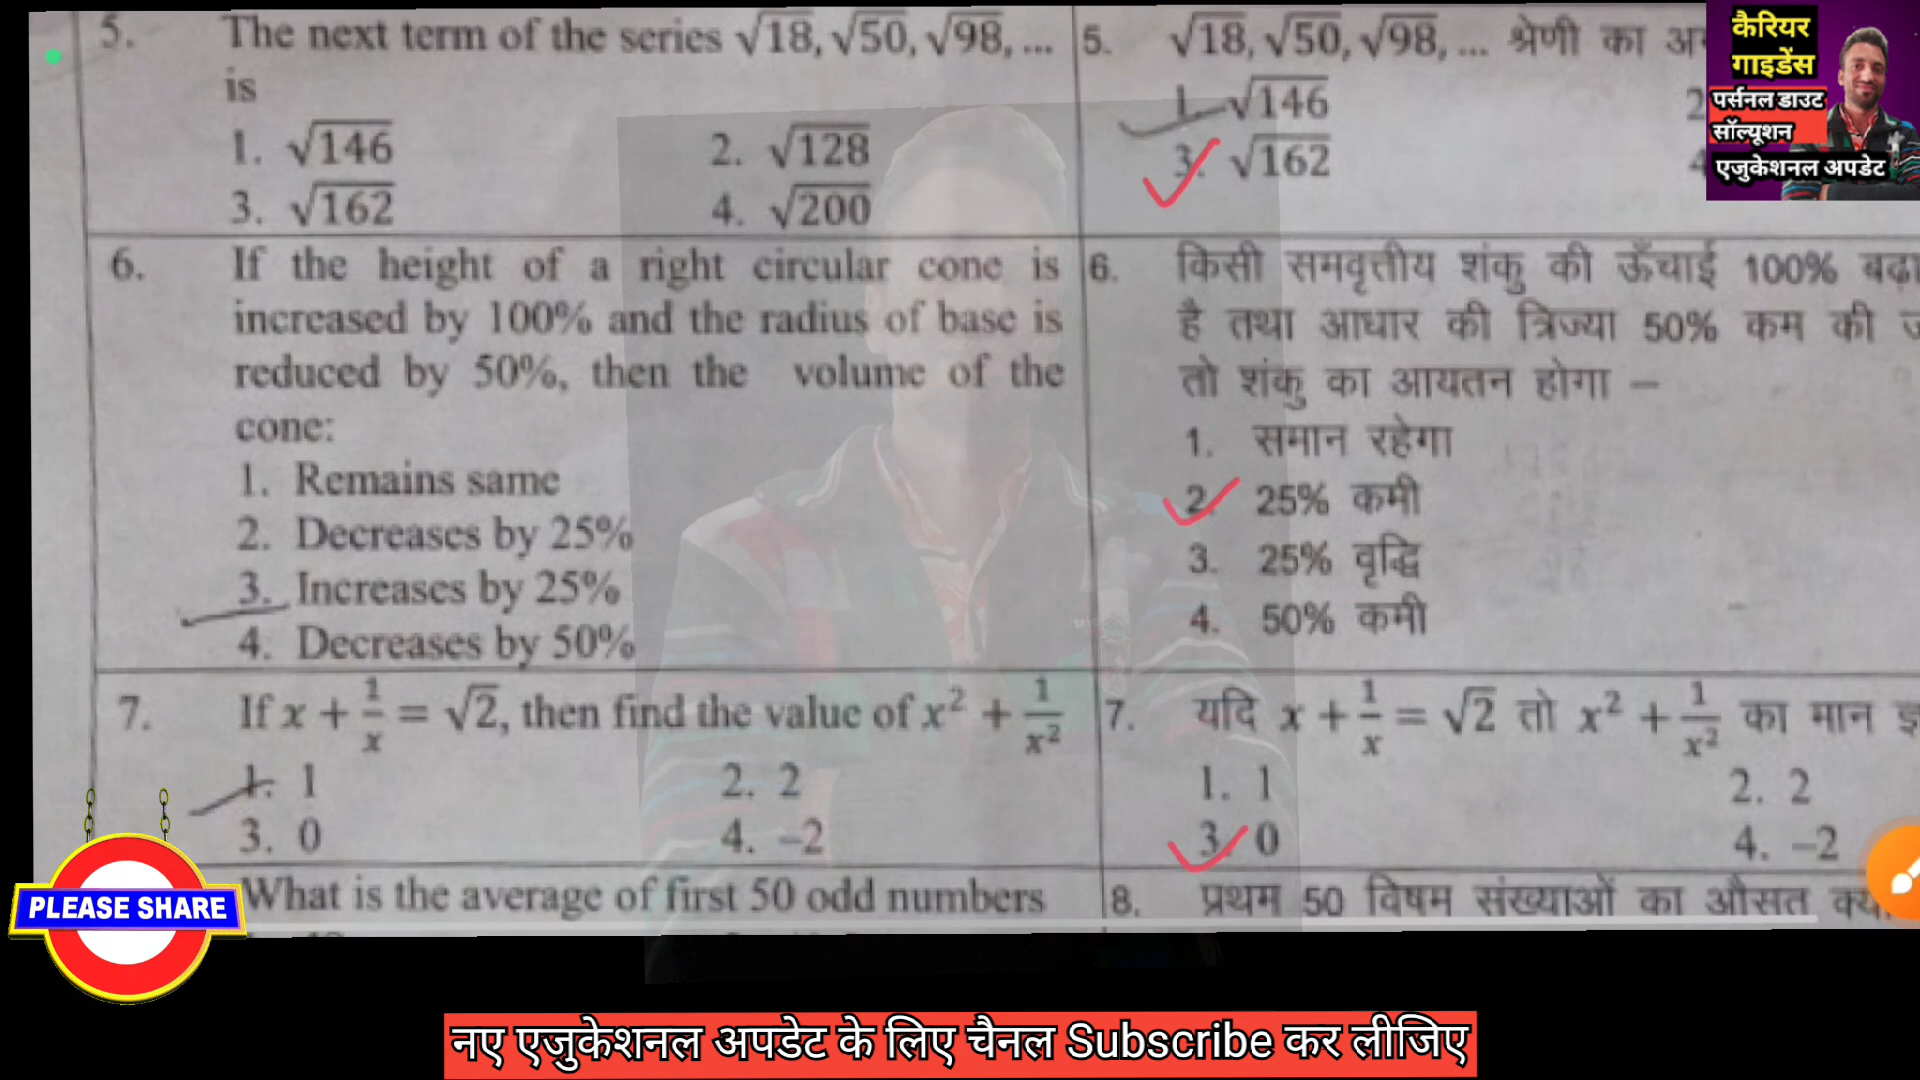 5. The next term of the series √18, √50, √98, ...
is
1. √146 2. √128
3. √162 4. √200
6. If the height of a right circular cone is
increased by 100% and the radius of base is
reduced by 50%, then the volume of the
cone:
1. Remains same
2. Decreases by 25%
3. Increases by 25%
4. Decreases by 50%
7. If x + 1/x = √2, then find the value of x² + 1/x²
1. 1 2. 2
3. 0 4. –2
What is the average of first 50 odd numbers
5. √18, √50, √98, ... श्रेणी का
1. √146 2
3. √162 4
6. किसी समवृत्तीय शंकु की ऊँचाई 100% बढ़ा
है तथा आधार की त्रिज्या 50% कम की
तो शंकु का आयतन होगा –
1. समान रहेगा
2. 25% कमी
3. 25% वृद्धि
4. 50% कमी
7. यदि x + 1/x = √2 तो x² + 1/x² का मान
1. 1 2. 2
3. 0 4. –2
8. प्रथम 50 विषम संख्याओं का औसत
कैरियर
गाइडेंस
पर्सनल डाउट
सॉल्यूशन
एजुकेशनल अपडेट
PLEASE SHARE
नए एजुकेशनल अपडेट के लिए चैनल Subscribe कर लीजिए